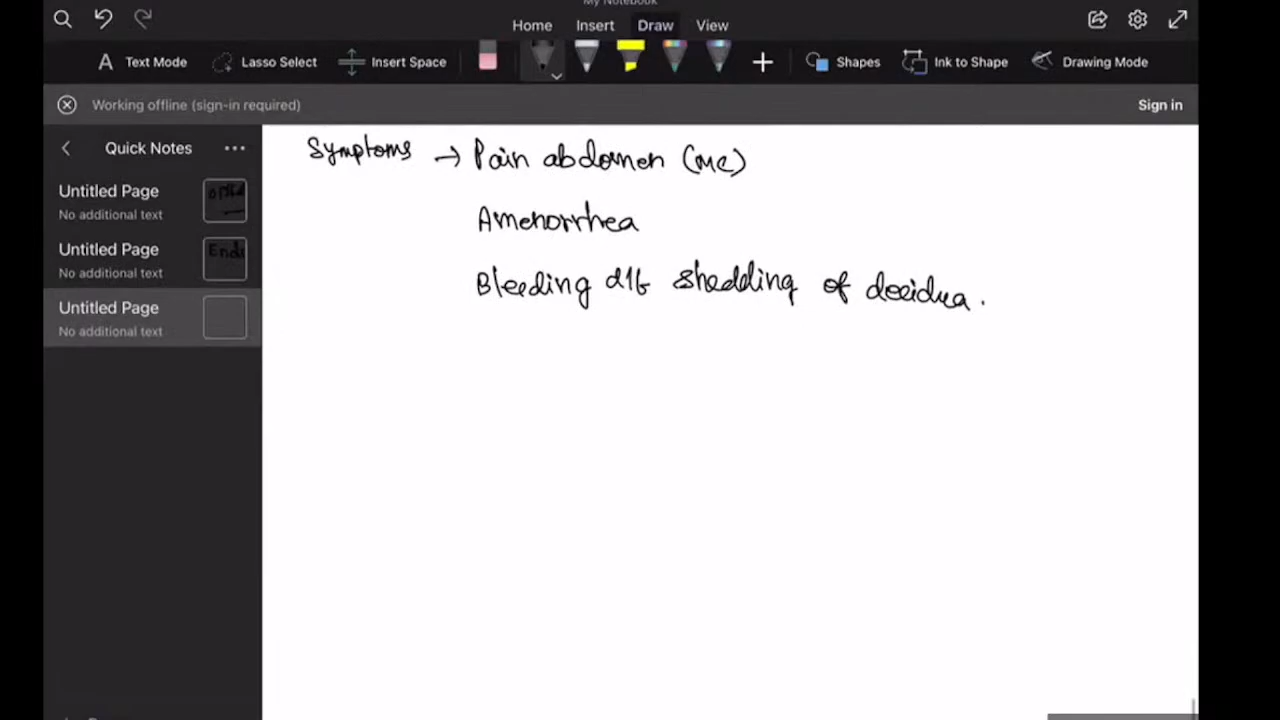 My Notebook
Home Insert Draw View
Text Mode Lasso Select Insert Space Shapes Ink to Shape Drawing Mode
Working offline (sign-in required) Sign in
Quick Notes
Untitled Page
No additional text
Untitled Page
No additional text
Untitled Page
No additional text
Symptoms → Pain abdomen (MC)
Amenorrhea
Bleeding d/t shedding of decidua.